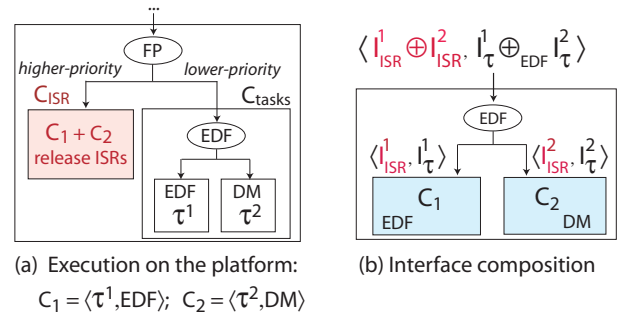 ...
FP
higher-priority
lower-priority
C_ISR
C_tasks
C_1 + C_2
release ISRs
EDF
EDF
τ^1
DM
τ^2
(a) Execution on the platform:
C_1 = ⟨τ^1,EDF⟩; C_2 = ⟨τ^2,DM⟩
⟨ I^1_ISR ⊕ I^2_ISR, I^1_τ ⊕_EDF I^2_τ ⟩
EDF
⟨I^1_ISR, I^1_τ⟩
⟨I^2_ISR, I^2_τ⟩
C_1
EDF
C_2
DM
(b) Interface composition